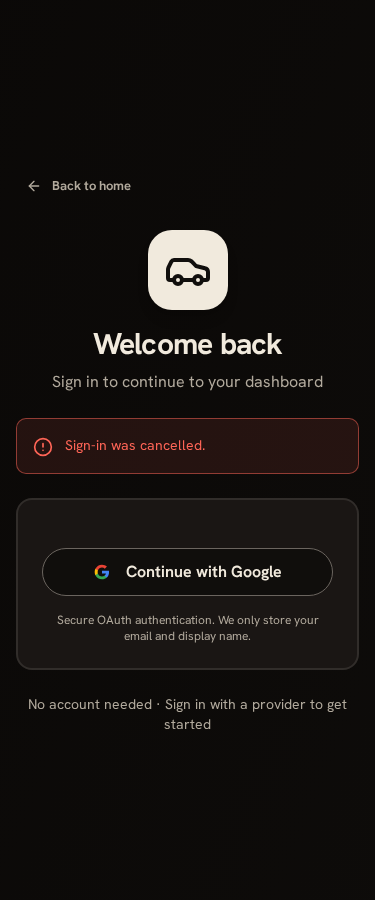 Back to home
Welcome back
Sign in to continue to your dashboard
Sign-in was cancelled.
Continue with Google
Secure OAuth authentication. We only store your
email and display name.
No account needed · Sign in with a provider to get
started